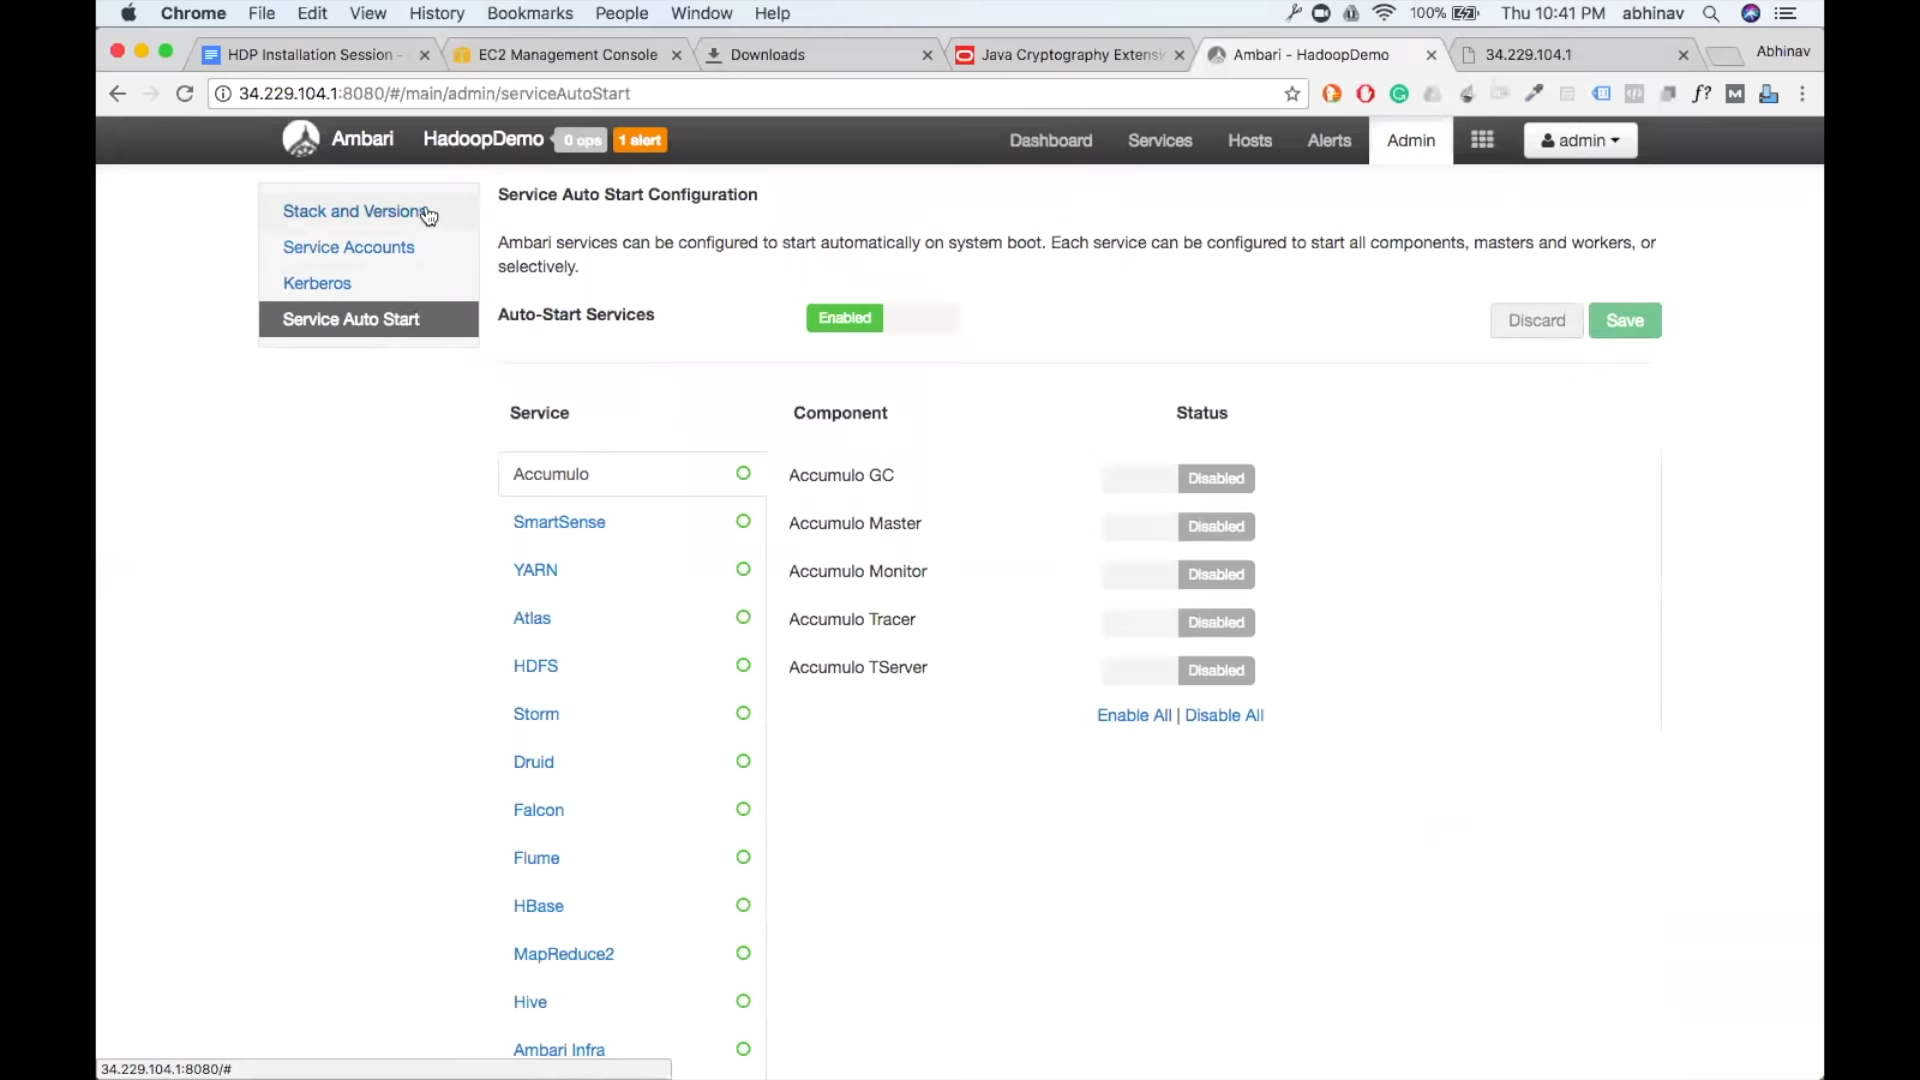 Chrome File Edit View History Bookmarks People Window Help 100% Thu 10:41 PM abhinav
HDP Installation Session - EC2 Management Console Downloads Java Cryptography Extensi Ambari - HadoopDemo 34.229.104.1 Abhinav
34.229.104.1:8080/#/main/admin/serviceAutoStart f? M
Ambari HadoopDemo 0 ops 1 alert Dashboard Services Hosts Alerts Admin admin
Stack and Versions
Service Accounts
Kerberos
Service Auto Start
Service Auto Start Configuration
Ambari services can be configured to start automatically on system boot. Each service can be configured to start all components, masters and workers, or
selectively.
Auto-Start Services Enabled Discard Save
Service Component Status
Accumulo Accumulo GC Disabled
SmartSense Accumulo Master Disabled
YARN Accumulo Monitor Disabled
Atlas Accumulo Tracer Disabled
HDFS Accumulo TServer Disabled
Storm Enable All | Disable All
Druid
Falcon
Flume
HBase
MapReduce2
Hive
Ambari Infra
34.229.104.1:8080/#